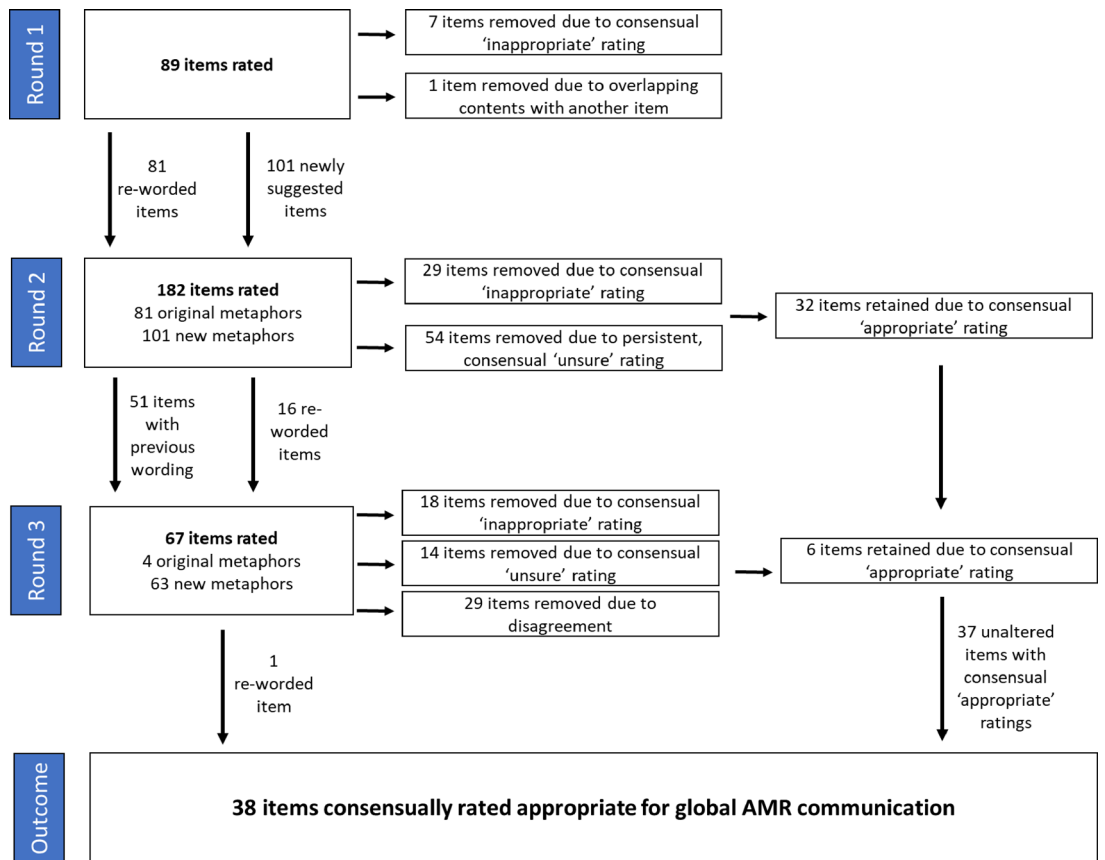 Round 1
89 items rated
7 items removed due to consensual
‘inappropriate’ rating
1 item removed due to overlapping
contents with another item
81
re-worded
items
101 newly
suggested
items
Round 2
182 items rated
81 original metaphors
101 new metaphors
29 items removed due to consensual
‘inappropriate’ rating
54 items removed due to persistent,
consensual ‘unsure’ rating
32 items retained due to consensual
‘appropriate’ rating
51 items
with
previous
wording
16 re-
worded
items
Round 3
67 items rated
4 original metaphors
63 new metaphors
18 items removed due to consensual
‘inappropriate’ rating
14 items removed due to consensual
‘unsure’ rating
29 items removed due to
disagreement
6 items retained due to consensual
‘appropriate’ rating
1
re-worded
item
37 unaltered
items with
consensual
‘appropriate’
ratings
Outcome
38 items consensually rated appropriate for global AMR communication